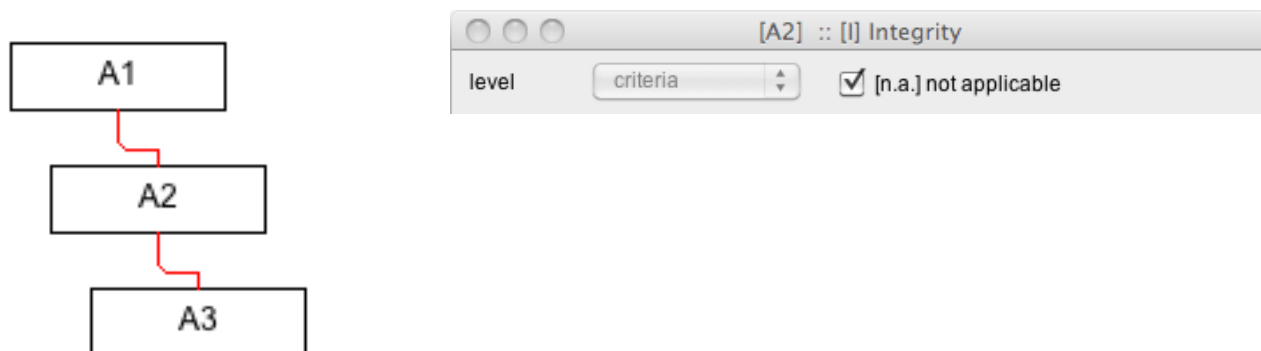 A1
A2
A3
[A2] :: [I] Integrity
level criteria [n.a.] not applicable